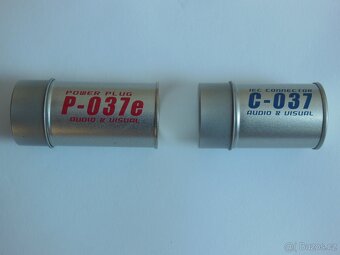 POWER PLUG
P-037e
AUDIO R VISUAL
IEC CONNECTOR
C-037
AUDIO R VISUAL